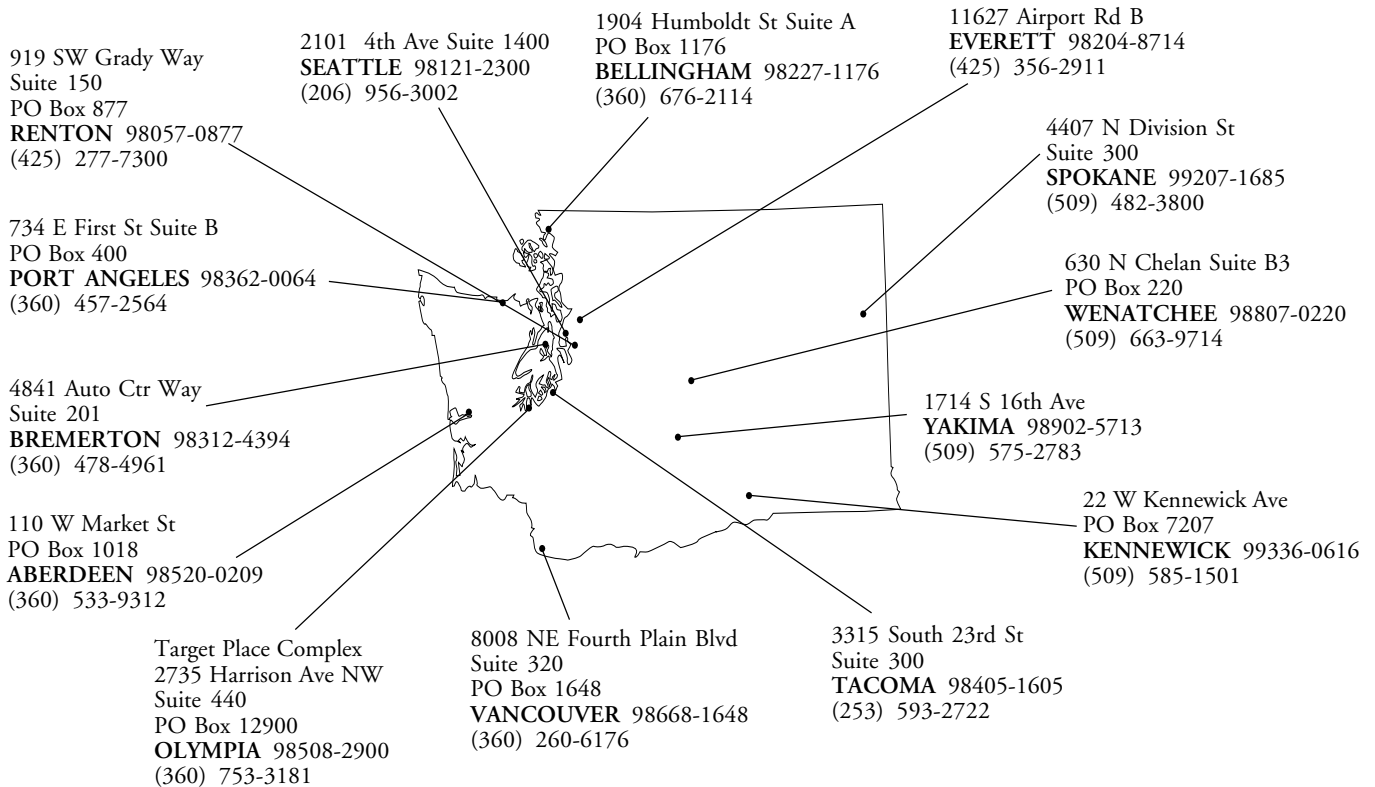 919 SW Grady Way
Suite 150
PO Box 877
RENTON 98057-0877
(425) 277-7300
2101 4th Ave Suite 1400
SEATTLE 98121-2300
(206) 956-3002
1904 Humboldt St Suite A
PO Box 1176
BELLINGHAM 98227-1176
(360) 676-2114
11627 Airport Rd B
EVERETT 98204-8714
(425) 356-2911
4407 N Division St
Suite 300
SPOKANE 99207-1685
(509) 482-3800
734 E First St Suite B
PO Box 400
PORT ANGELES 98362-0064
(360) 457-2564
630 N Chelan Suite B3
PO Box 220
WENATCHEE 98807-0220
(509) 663-9714
4841 Auto Ctr Way
Suite 201
BREMERTON 98312-4394
(360) 478-4961
1714 S 16th Ave
YAKIMA 98902-5713
(509) 575-2783
110 W Market St
PO Box 1018
ABERDEEN 98520-0209
(360) 533-9312
22 W Kennewick Ave
PO Box 7207
KENNEWICK 99336-0616
(509) 585-1501
Target Place Complex
2735 Harrison Ave NW
Suite 440
PO Box 12900
OLYMPIA 98508-2900
(360) 753-3181
8008 NE Fourth Plain Blvd
Suite 320
PO Box 1648
VANCOUVER 98668-1648
(360) 260-6176
3315 South 23rd St
Suite 300
TACOMA 98405-1605
(253) 593-2722